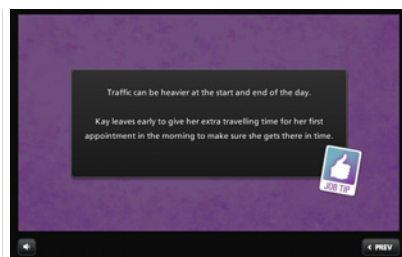 Traffic can be heavier at the start and end of the day.
Kay leaves early to give her extra travelling time for her first
appointment in the morning to make sure she gets there in time.
JOB TIP
< PREV